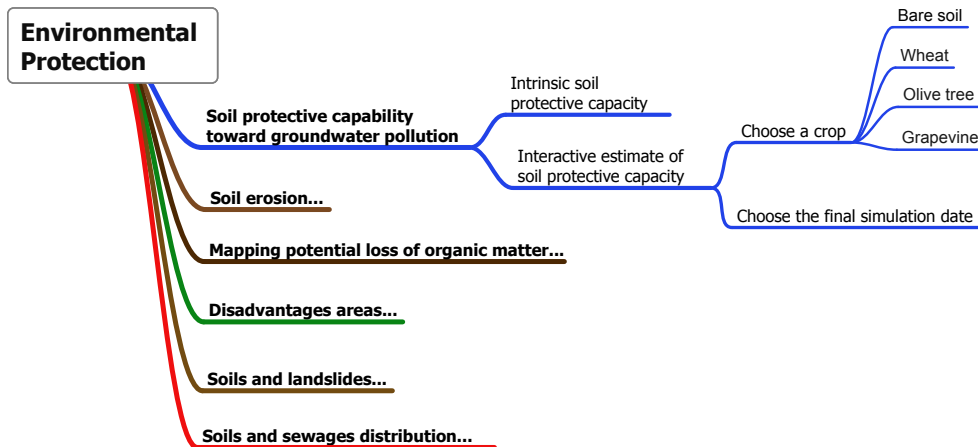 Environmental
Protection
Soil protective capability
toward groundwater pollution
Intrinsic soil
protective capacity
Interactive estimate of
soil protective capacity
Choose a crop
Bare soil
Wheat
Olive tree
Grapevine
Choose the final simulation date
Soil erosion...
Mapping potential loss of organic matter...
Disadvantages areas...
Soils and landslides...
Soils and sewages distribution...